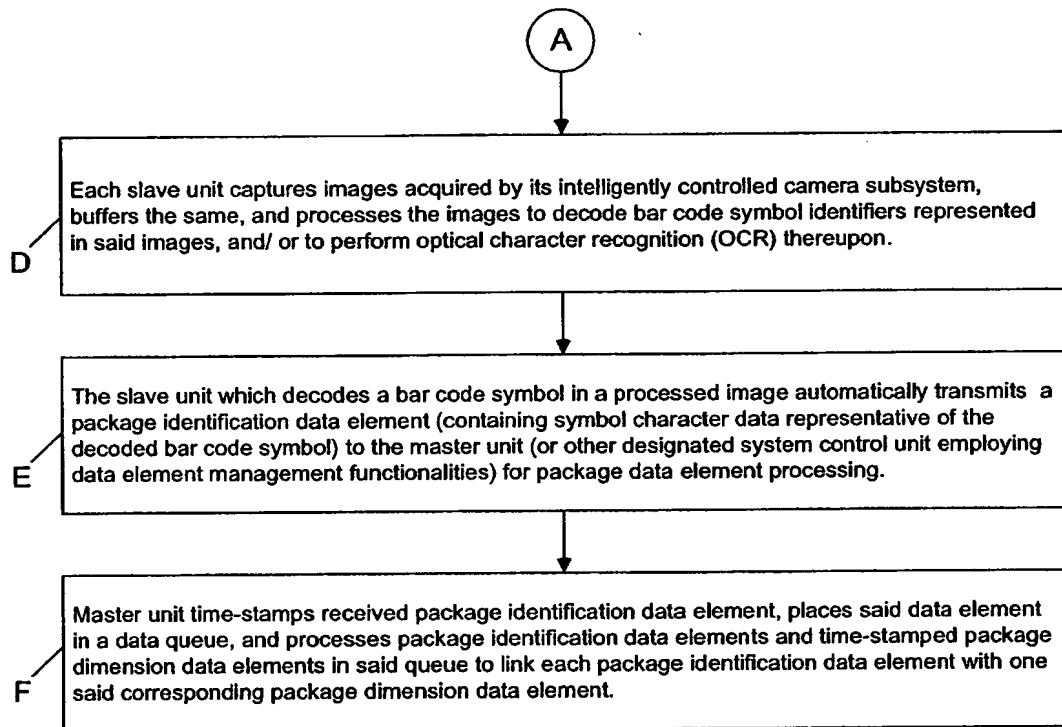 A
Each slave unit captures images acquired by its intelligently controlled camera subsystem,
buffers the same, and processes the images to decode bar code symbol identifiers represented
in said images, and/ or to perform optical character recognition (OCR) thereupon.
D
The slave unit which decodes a bar code symbol in a processed image automatically transmits a
package identification data element (containing symbol character data representative of the
decoded bar code symbol) to the master unit (or other designated system control unit employing
data element management functionalities) for package data element processing.
E
Master unit time-stamps received package identification data element, places said data element
in a data queue, and processes package identification data elements and time-stamped package
dimension data elements in said queue to link each package identification data element with one
said corresponding package dimension data element.
F